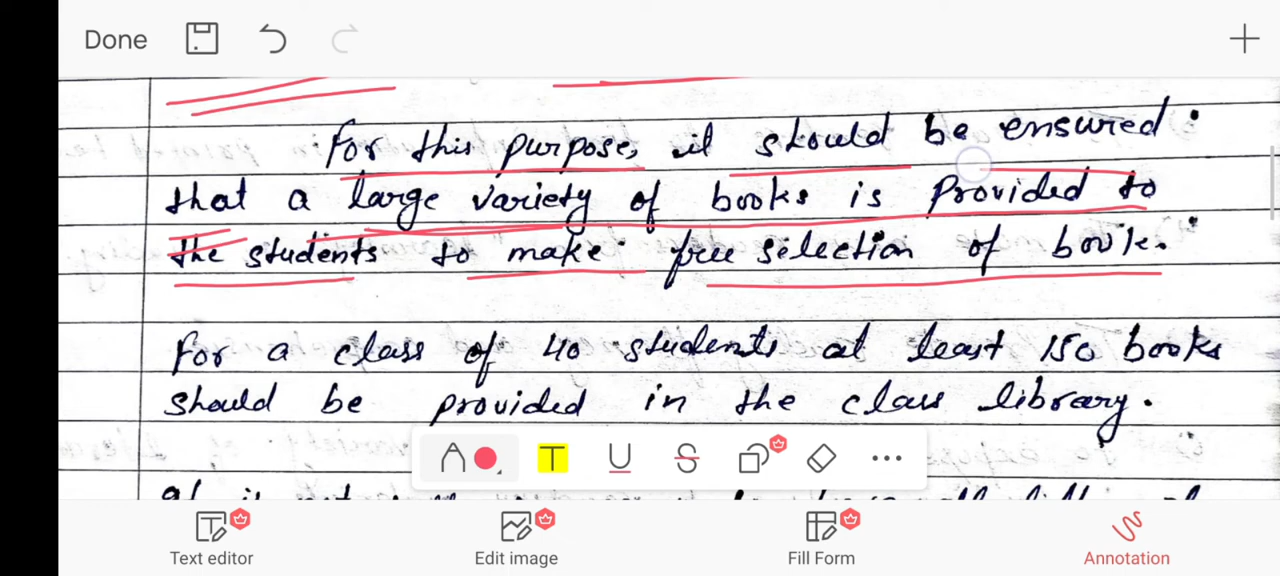 Done
For this purpose, it should be ensured.
that a large variety of books is provided to
the students to make free selection of book.
For a class of 40 students at least 150 books
should be provided in the class library.
T
U
S
Text editor
Edit image
Fill Form
Annotation